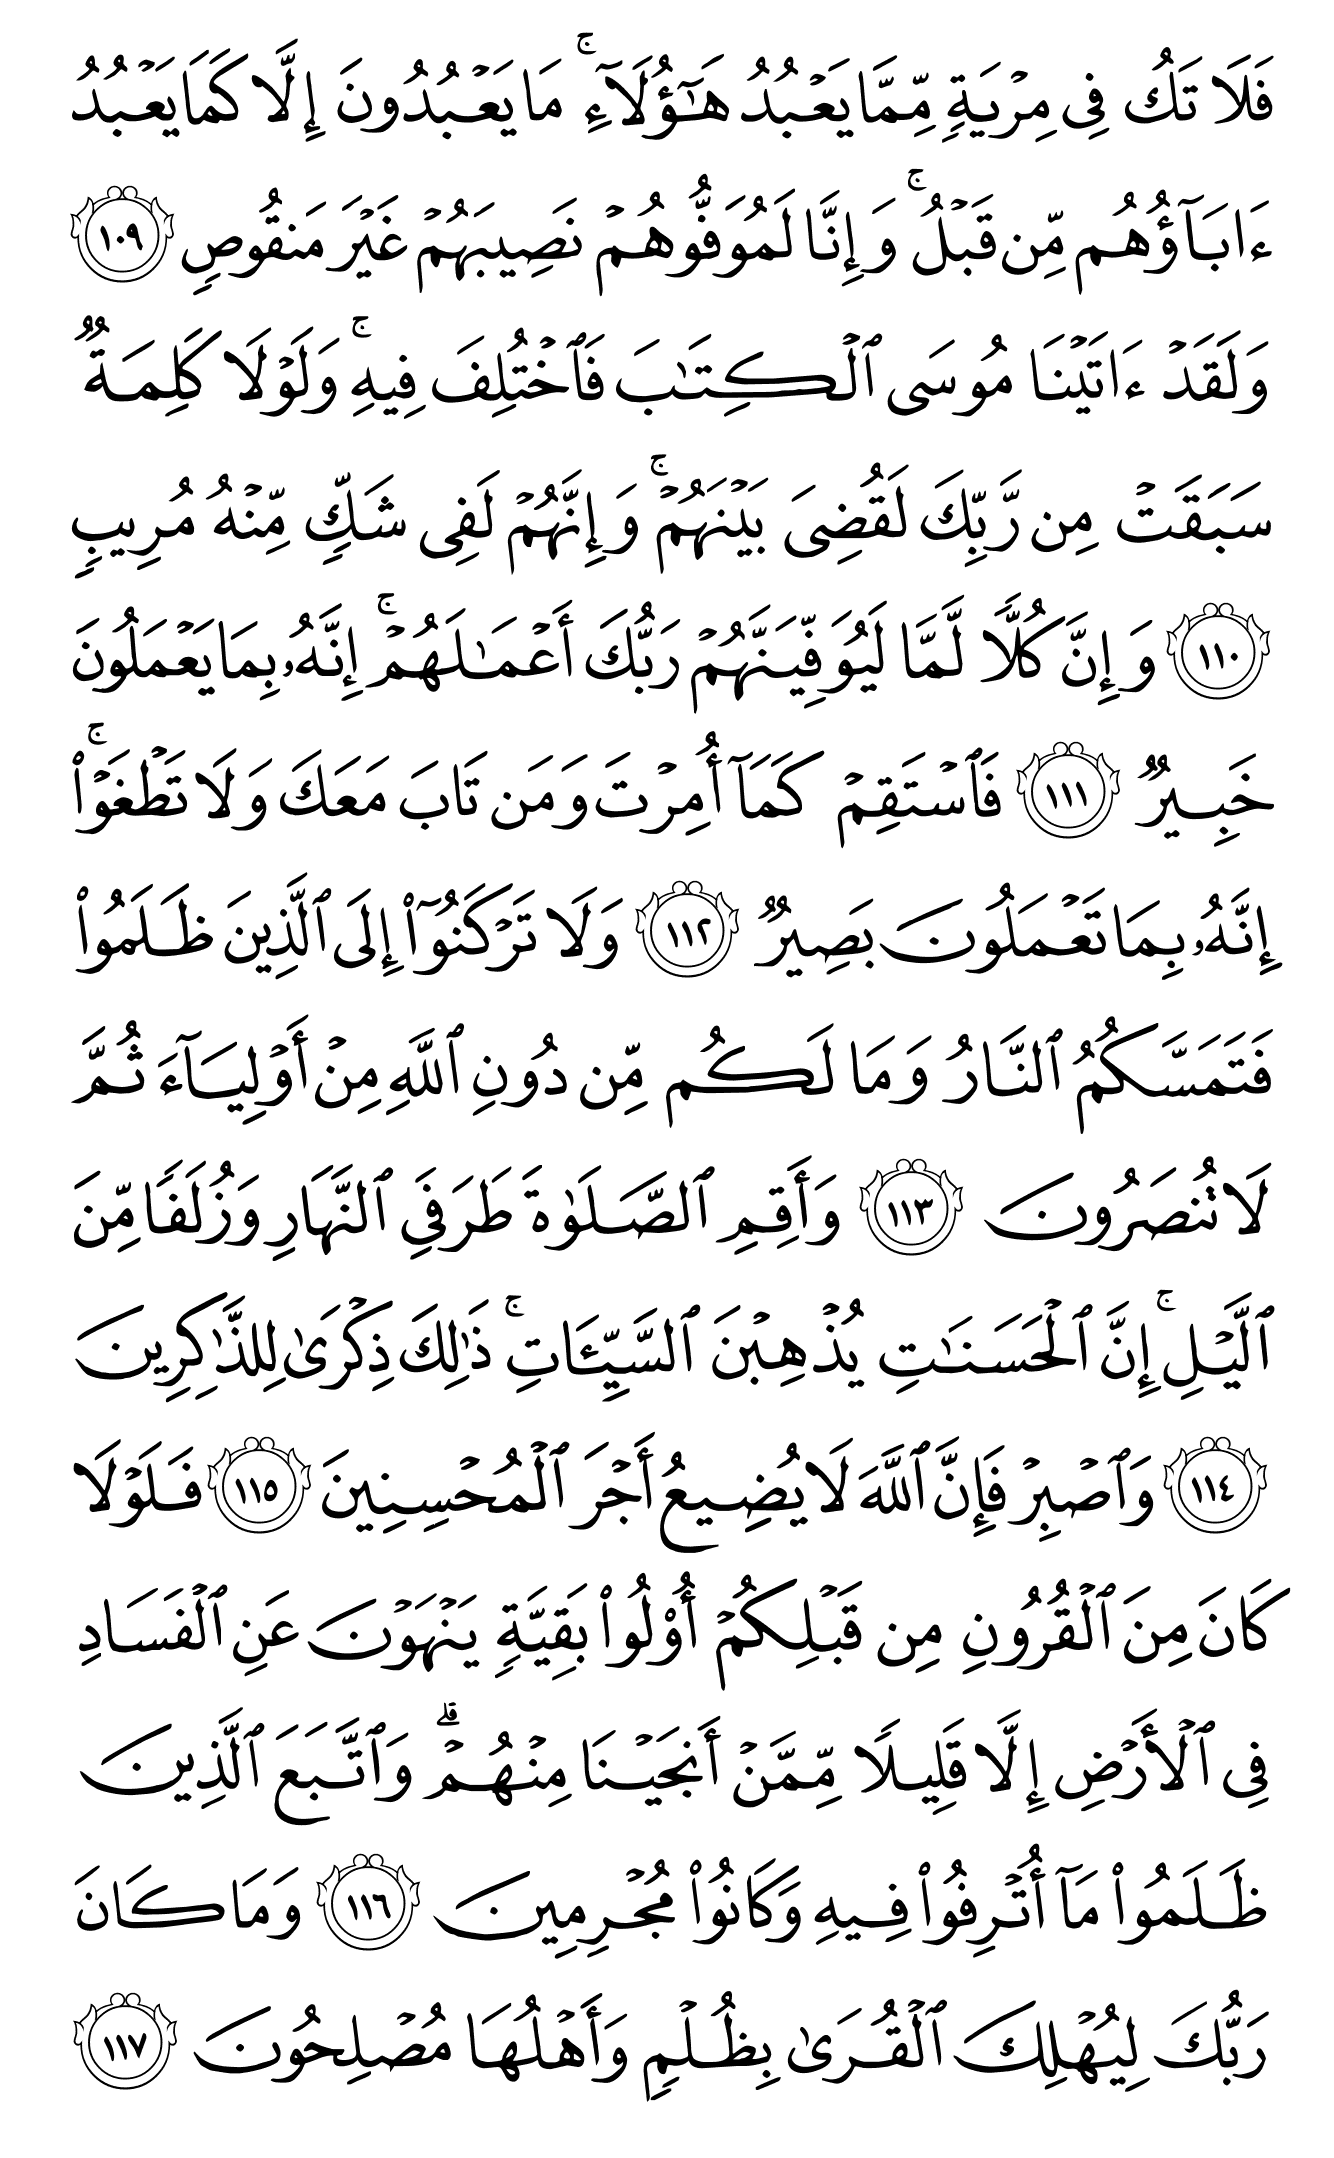 فَلَا تَكُ فِى مِرْيَةٍ مِّمَّا يَعْبُدُ هَٰٓؤُلَآءِ ۚ مَا يَعْبُدُونَ إِلَّا كَمَا يَعْبُدُ
ءَابَآؤُهُم مِّن قَبْلُ ۚ وَإِنَّا لَمُوَفُّوهُمْ نَصِيبَهُمْ غَيْرَ مَنقُوصٍ ١٠٩
وَلَقَدْ ءَاتَيْنَا مُوسَى ٱلْكِتَٰبَ فَٱخْتُلِفَ فِيهِ ۚ وَلَوْلَا كَلِمَةٌ
سَبَقَتْ مِن رَّبِّكَ لَقُضِىَ بَيْنَهُمْ ۚ وَإِنَّهُمْ لَفِى شَكٍّ مِّنْهُ مُرِيبٍ
١١٠ وَإِنَّ كُلًّا لَّمَّا لَيُوَفِّيَنَّهُمْ رَبُّكَ أَعْمَٰلَهُمْ ۚ إِنَّهُۥ بِمَا يَعْمَلُونَ
خَبِيرٌ ١١١ فَٱسْتَقِمْ كَمَآ أُمِرْتَ وَمَن تَابَ مَعَكَ وَلَا تَطْغَوْا۟ ۚ
إِنَّهُۥ بِمَا تَعْمَلُونَ بَصِيرٌ ١١٢ وَلَا تَرْكَنُوٓا۟ إِلَى ٱلَّذِينَ ظَلَمُوا۟
فَتَمَسَّكُمُ ٱلنَّارُ وَمَا لَكُم مِّن دُونِ ٱللَّهِ مِنْ أَوْلِيَآءَ ثُمَّ
لَا تُنصَرُونَ ١١٣ وَأَقِمِ ٱلصَّلَوٰةَ طَرَفَىِ ٱلنَّهَارِ وَزُلَفًا مِّنَ
ٱلَّيْلِ ۚ إِنَّ ٱلْحَسَنَٰتِ يُذْهِبْنَ ٱلسَّيِّـَٔاتِ ۚ ذَٰلِكَ ذِكْرَىٰ لِلذَّٰكِرِينَ
١١٤ وَٱصْبِرْ فَإِنَّ ٱللَّهَ لَا يُضِيعُ أَجْرَ ٱلْمُحْسِنِينَ ١١٥ فَلَوْلَا
كَانَ مِنَ ٱلْقُرُونِ مِن قَبْلِكُمْ أُو۟لُوا۟ بَقِيَّةٍ يَنْهَوْنَ عَنِ ٱلْفَسَادِ
فِى ٱلْأَرْضِ إِلَّا قَلِيلًا مِّمَّنْ أَنجَيْنَا مِنْهُمْ ۗ وَٱتَّبَعَ ٱلَّذِينَ
ظَلَمُوا۟ مَآ أُتْرِفُوا۟ فِيهِ وَكَانُوا۟ مُجْرِمِينَ ١١٦ وَمَا كَانَ
رَبُّكَ لِيُهْلِكَ ٱلْقُرَىٰ بِظُلْمٍ وَأَهْلُهَا مُصْلِحُونَ ١١٧